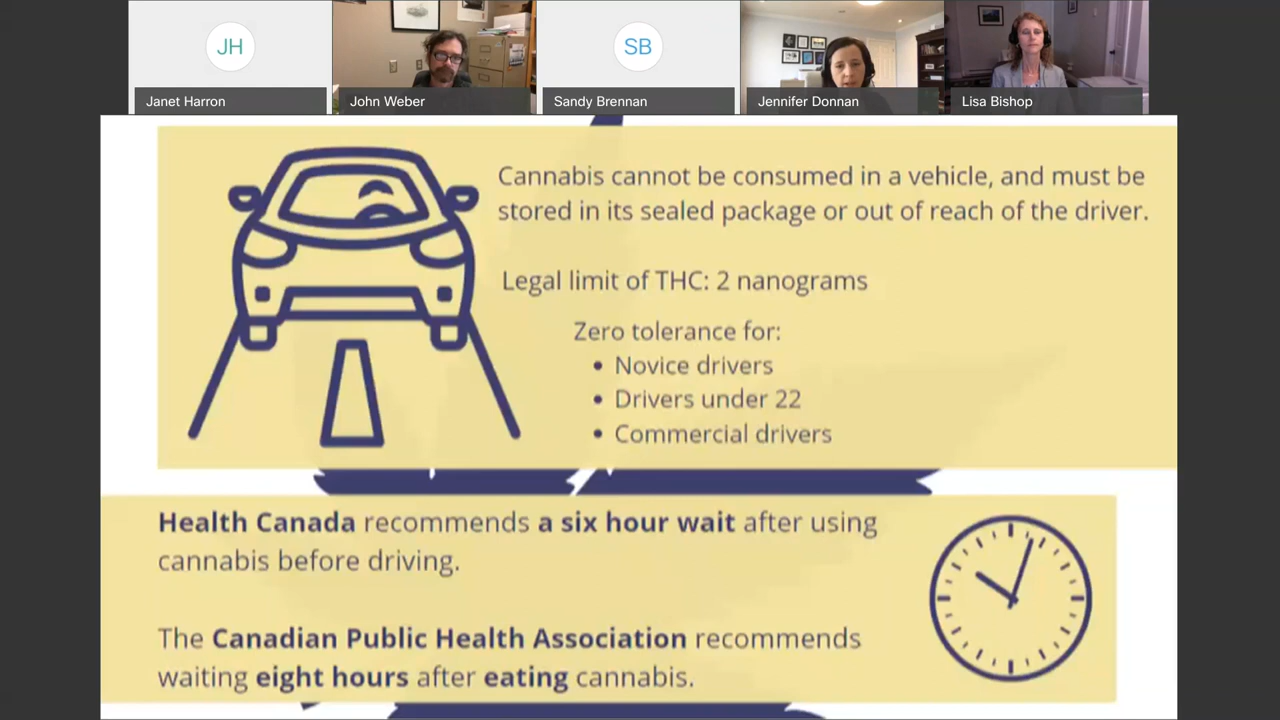 JH
SB
Janet Harron
John Weber
Sandy Brennan
Jennifer Donnan
Lisa Bishop
Cannabis cannot be consumed in a vehicle, and must be
stored in its sealed package or out of reach of the driver.
Legal limit of THC: 2 nanograms
Zero tolerance for:
• Novice drivers
• Drivers under 22
• Commercial drivers
Health Canada recommends a six hour wait after using
cannabis before driving.
The Canadian Public Health Association recommends
waiting eight hours after eating cannabis.